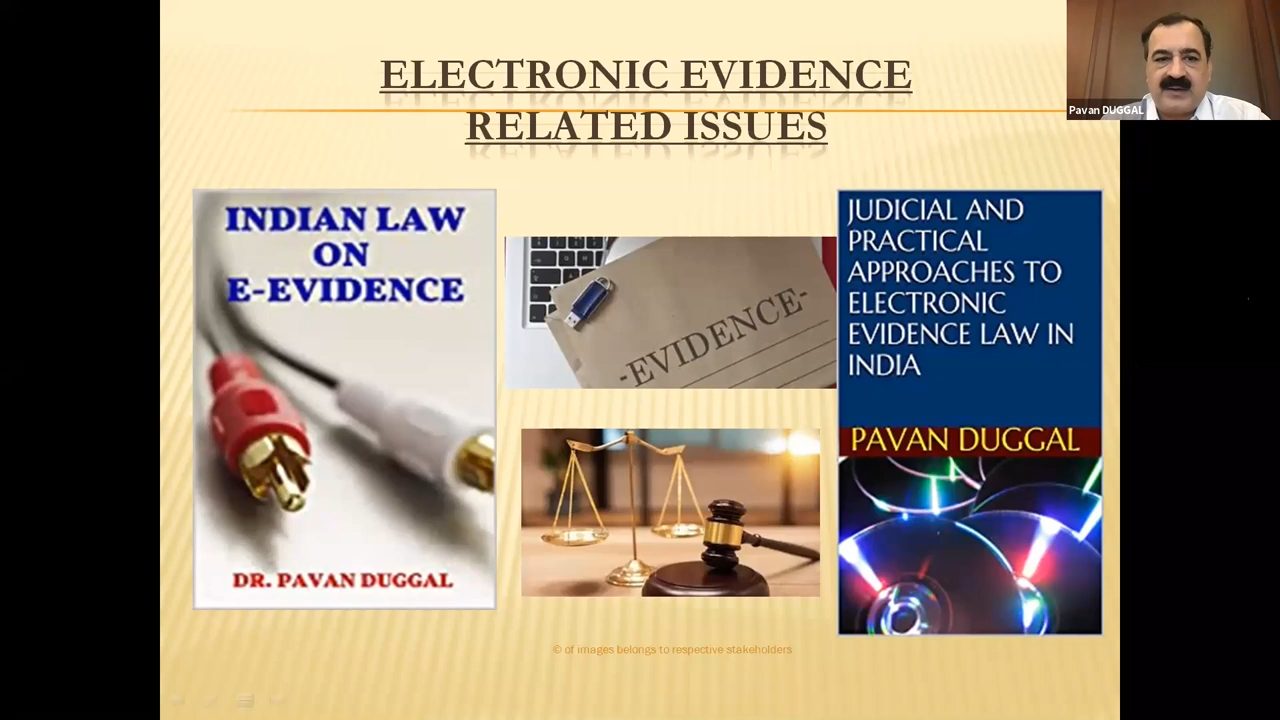 ELECTRONIC EVIDENCE
RELATED ISSUES
Pavan DUGGAL
INDIAN LAW
ON
E-EVIDENCE
DR. PAVAN DUGGAL
-EVIDENCE-
JUDICIAL AND
PRACTICAL
APPROACHES TO
ELECTRONIC
EVIDENCE LAW IN
INDIA
PAVAN DUGGAL
© of images belongs to respective stakeholders